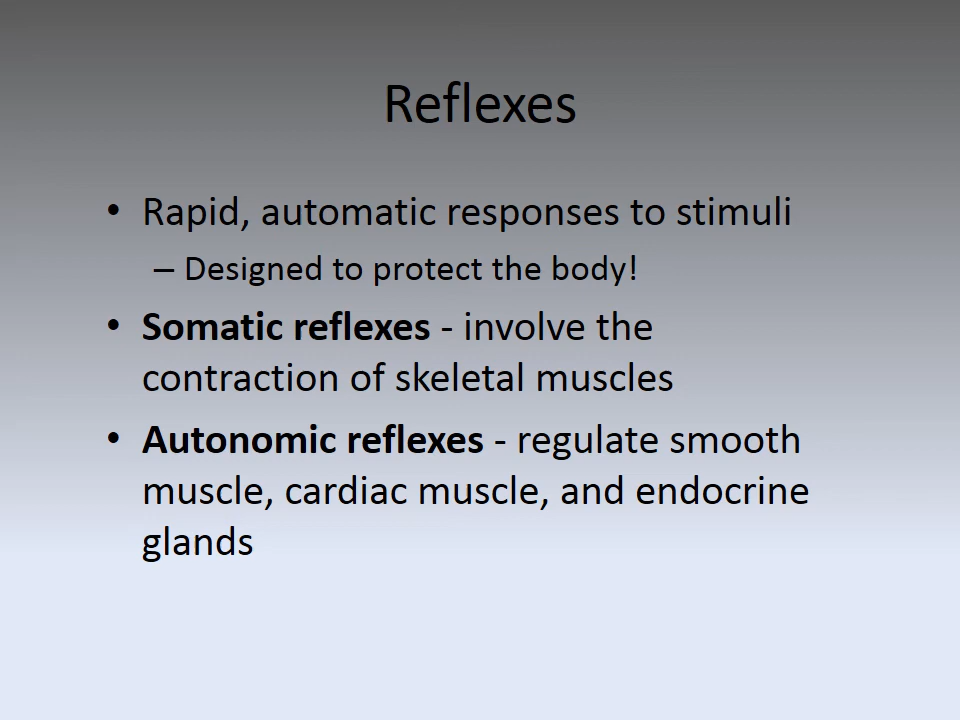 Reflexes
• Rapid, automatic responses to stimuli
– Designed to protect the body!
• Somatic reflexes - involve the
contraction of skeletal muscles
• Autonomic reflexes - regulate smooth
muscle, cardiac muscle, and endocrine
glands